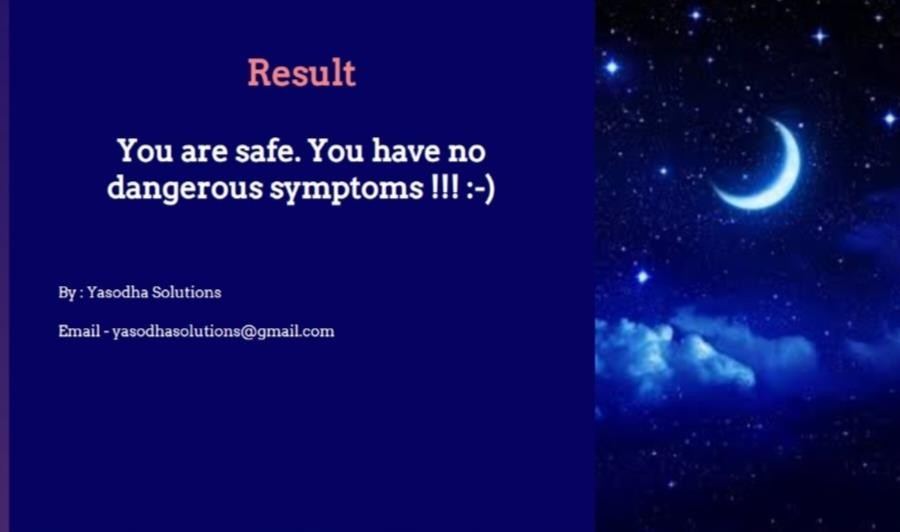 Result
You are safe. You have no
dangerous symptoms !!! :-)
By : Yasodha Solutions
Email - yasodhasolutions@gmail.com